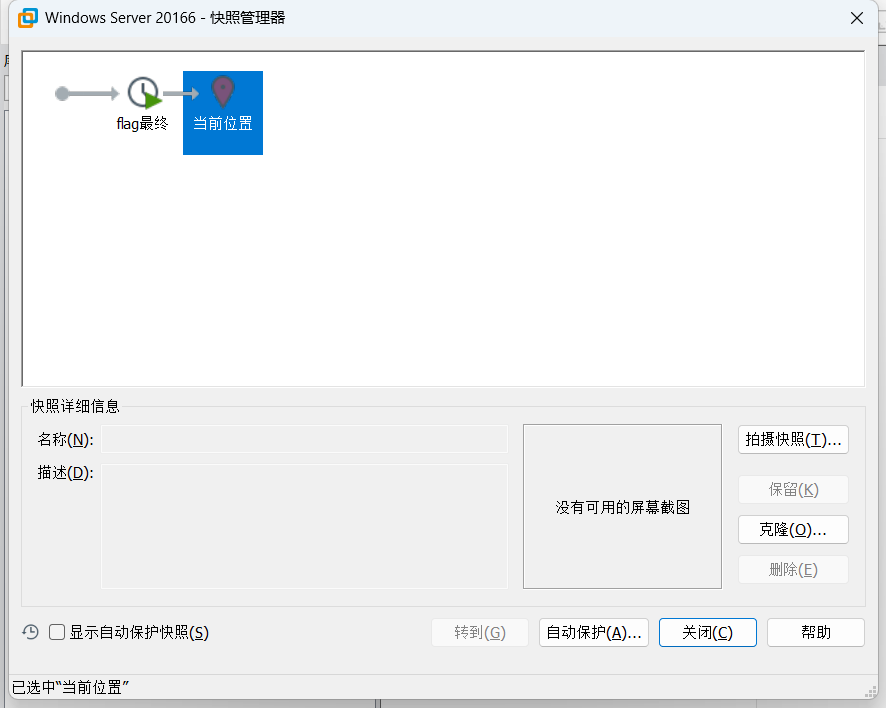 Windows Server 20166 - 快照管理器
flag最终
当前位置
快照详细信息
名称(N):
描述(D):
没有可用的屏幕截图
拍摄快照(T)...
保留(K)
克隆(O)...
删除(E)
显示自动保护快照(S)
转到(G)
自动保护(A)...
关闭(C)
帮助
已选中“当前位置”